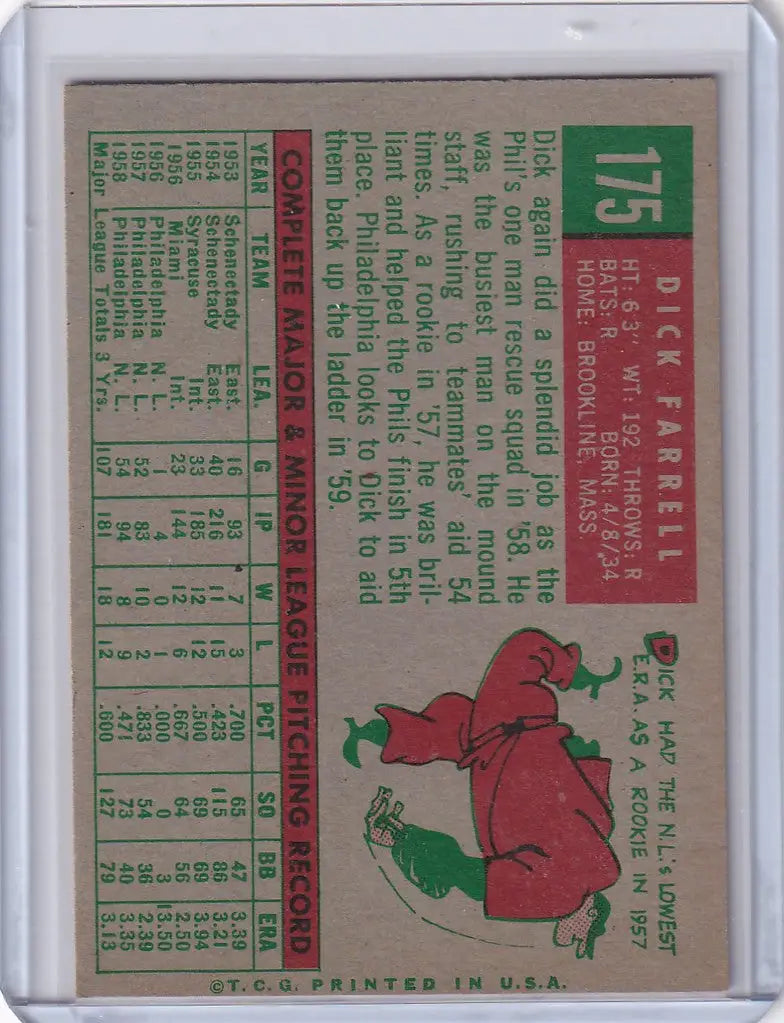 175
DICK FARRELL
HT: 6'3" WT: 192 THROWS: R
BATS: R BORN: 4/8/34
HOME: BROOKLINE, MASS.
Dick again did a splendid job as the
Phil's one man rescue squad in '58. He
was the busiest man on the mound
staff, rushing to teammates' aid 54
times. As a rookie in '57, he was bril-
liant and helped the Phils finish in 5th
place. Philadelphia looks to Dick to aid
them back up the ladder in '59.
DICK HAD THE N.L.'S LOWEST
E.R.A. AS A ROOKIE IN 1957
COMPLETE MAJOR & MINOR LEAGUE PITCHING RECORD
YEAR TEAM LEA. G IP W L PCT SO BB ERA
1953 Schenectady East. 16 93 7 3 .700 65 47 3.39
1954 Schenectady East. 40 216 11 15 .423 115 86 3.21
1955 Syracuse Int. 33 185 12 12 .500 69 69 3.94
1956 Miami Int. 23 144 12 6 .667 64 56 2.50
1956 Philadelphia N. L. 1 4 0 1 .000 0 3 13.50
1957 Philadelphia N. L. 52 83 10 2 .833 54 36 2.39
1958 Philadelphia N. L. 54 94 8 9 .471 73 40 3.35
Major League Totals 3 Yrs. 107 181 18 12 .600 127 79 3.13
©T.C.G. PRINTED IN U.S.A.